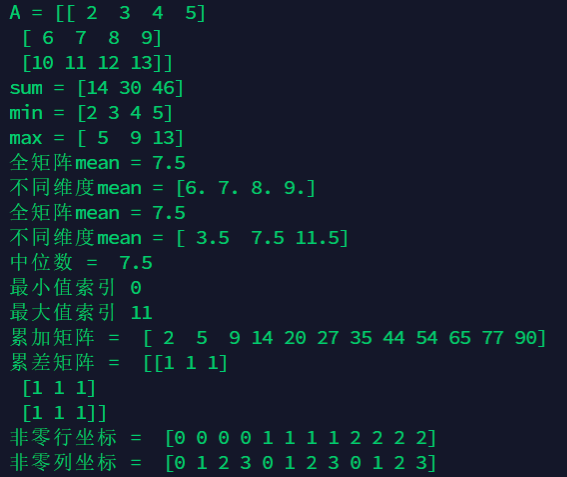 A = [[ 2  3  4  5]
 [ 6  7  8  9]
 [10 11 12 13]]
sum = [14 30 46]
min = [2 3 4 5]
max = [ 5  9 13]
全矩阵mean = 7.5
不同维度mean = [6. 7. 8. 9.]
全矩阵mean = 7.5
不同维度mean = [ 3.5  7.5 11.5]
中位数 =  7.5
最小值索引 0
最大值索引 11
累加矩阵 =  [ 2  5  9 14 20 27 35 44 54 65 77 90]
累差矩阵 =  [[1 1 1]
 [1 1 1]
 [1 1 1]]
非零行坐标 =  [0 0 0 0 1 1 1 1 2 2 2 2]
非零列坐标 =  [0 1 2 3 0 1 2 3 0 1 2 3]